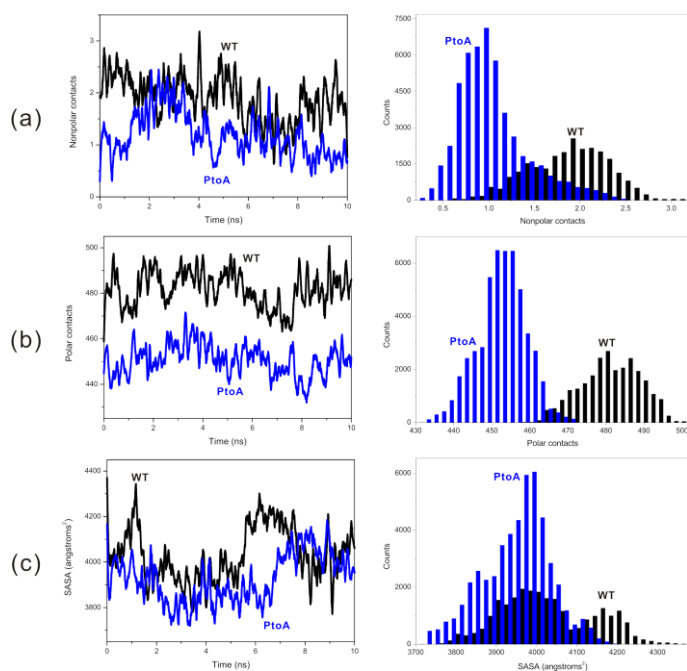 (a)
Nonpolar contacts
3
2
1
0
WT
PtoA
0 2 4 6 8 10
Time (ns)
Counts
7500
6000
4500
3000
1500
0
PtoA
WT
0.5 1.0 1.5 2.0 2.5 3.0
Nonpolar contacts
(b)
Polar contacts
500
480
460
440
WT
PtoA
0 2 4 6 8 10
Time (ns)
Counts
6000
4000
2000
0
PtoA
WT
430 440 450 460 470 480 490 500
Polar contacts
(c)
SASA (angstroms²)
4400
4200
4000
3800
WT
PtoA
0 2 4 6 8 10
Time (ns)
Counts
6000
4000
2000
0
PtoA
WT
3700 3800 3900 4000 4100 4200 4300
SASA (angstroms²)